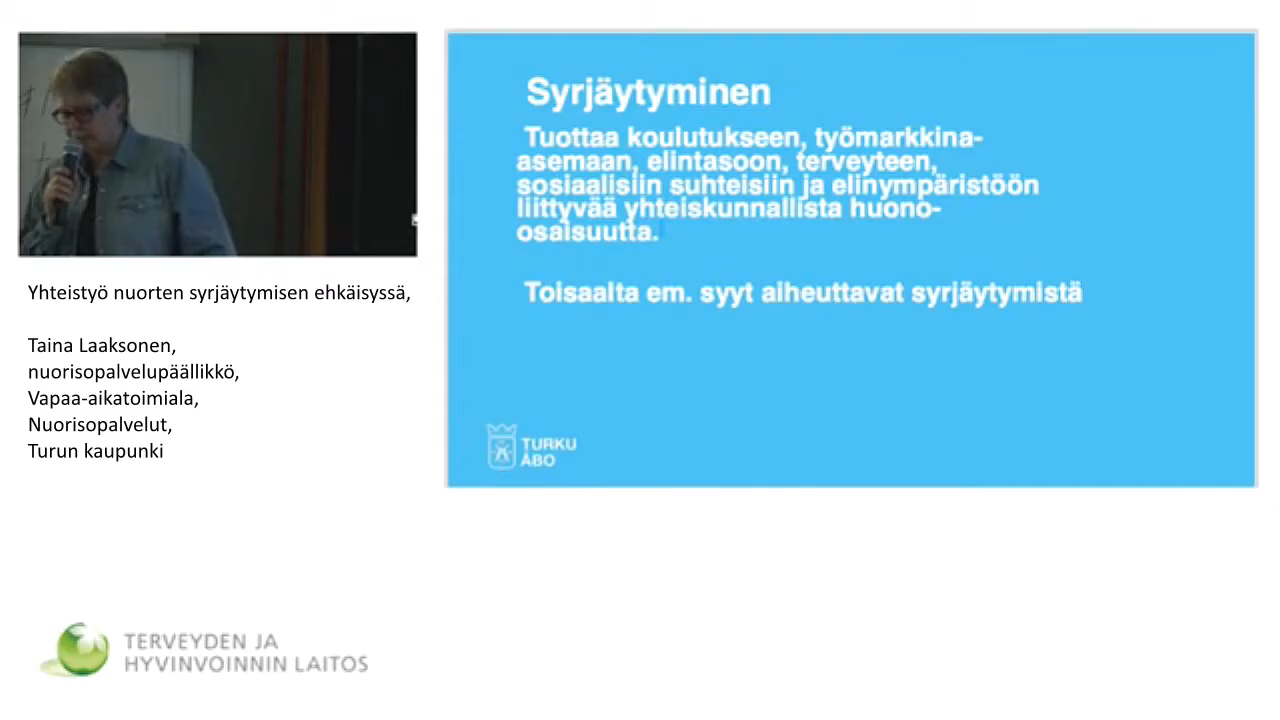 Syrjäytyminen
Tuottaa koulutukseen, työmarkkina-
asemaan, elintasoon, terveyteen,
sosiaalisiin suhteisiin ja elinympäristöön
liittyvää yhteiskunnallista huono-
osaisuutta.
Toisaalta em. syyt aiheuttavat syrjäytymistä
TURKU
ÅBO
Yhteistyö nuorten syrjäytymisen ehkäisyssä,
Taina Laaksonen,
nuorisopalvelupäällikkö,
Vapaa-aikatoimiala,
Nuorisopalvelut,
Turun kaupunki
TERVEYDEN JA
HYVINVOINNIN LAITOS